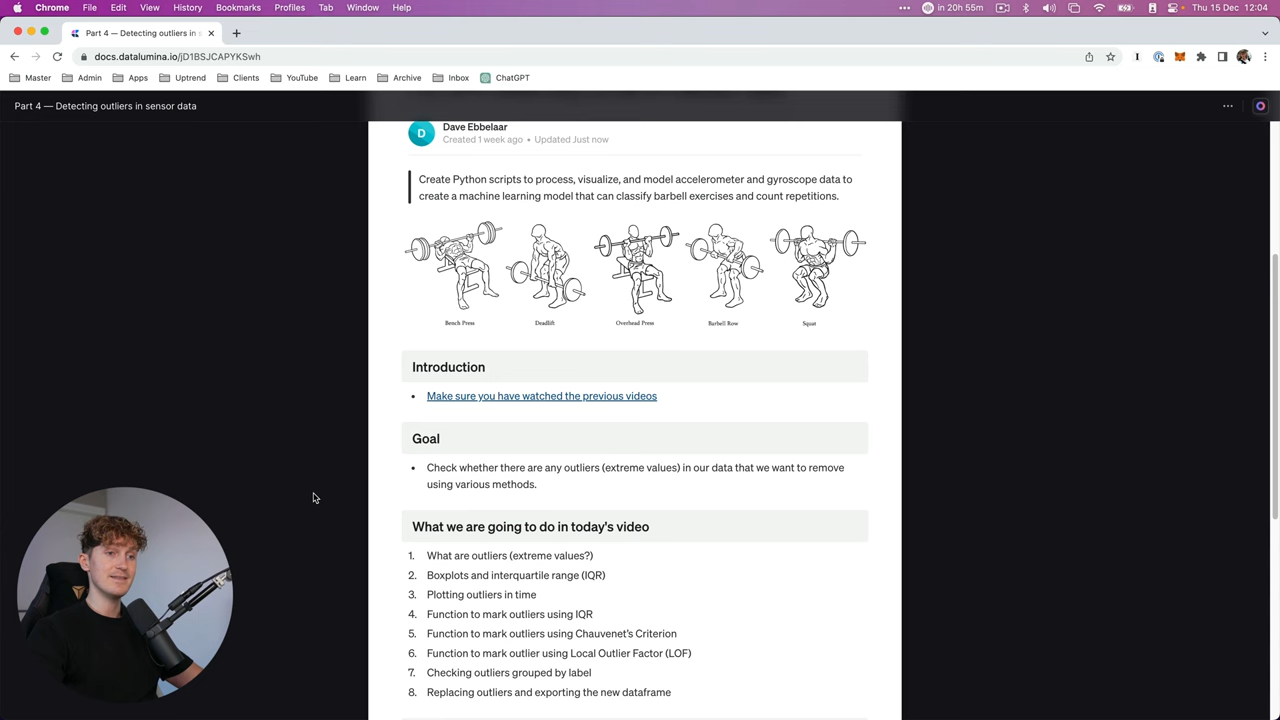 Chrome File Edit View History Bookmarks Profiles Tab Window Help
in 20h 55m
Thu 15 Dec 12:04
Part 4 — Detecting outliers in s
docs.datalumina.io/jD1BSJCAPYKSwh
Master Admin Apps Uptrend Clients YouTube Learn Archive Inbox ChatGPT
Part 4 — Detecting outliers in sensor data
D
Dave Ebbelaar
Created 1 week ago • Updated Just now
Create Python scripts to process, visualize, and model accelerometer and gyroscope data to
create a machine learning model that can classify barbell exercises and count repetitions.
Bench Press Deadlift Overhead Press Barbell Row Squat
Introduction
• Make sure you have watched the previous videos
Goal
• Check whether there are any outliers (extreme values) in our data that we want to remove
using various methods.
What we are going to do in today's video
1. What are outliers (extreme values?)
2. Boxplots and interquartile range (IQR)
3. Plotting outliers in time
4. Function to mark outliers using IQR
5. Function to mark outliers using Chauvenet's Criterion
6. Function to mark outlier using Local Outlier Factor (LOF)
7. Checking outliers grouped by label
8. Replacing outliers and exporting the new dataframe